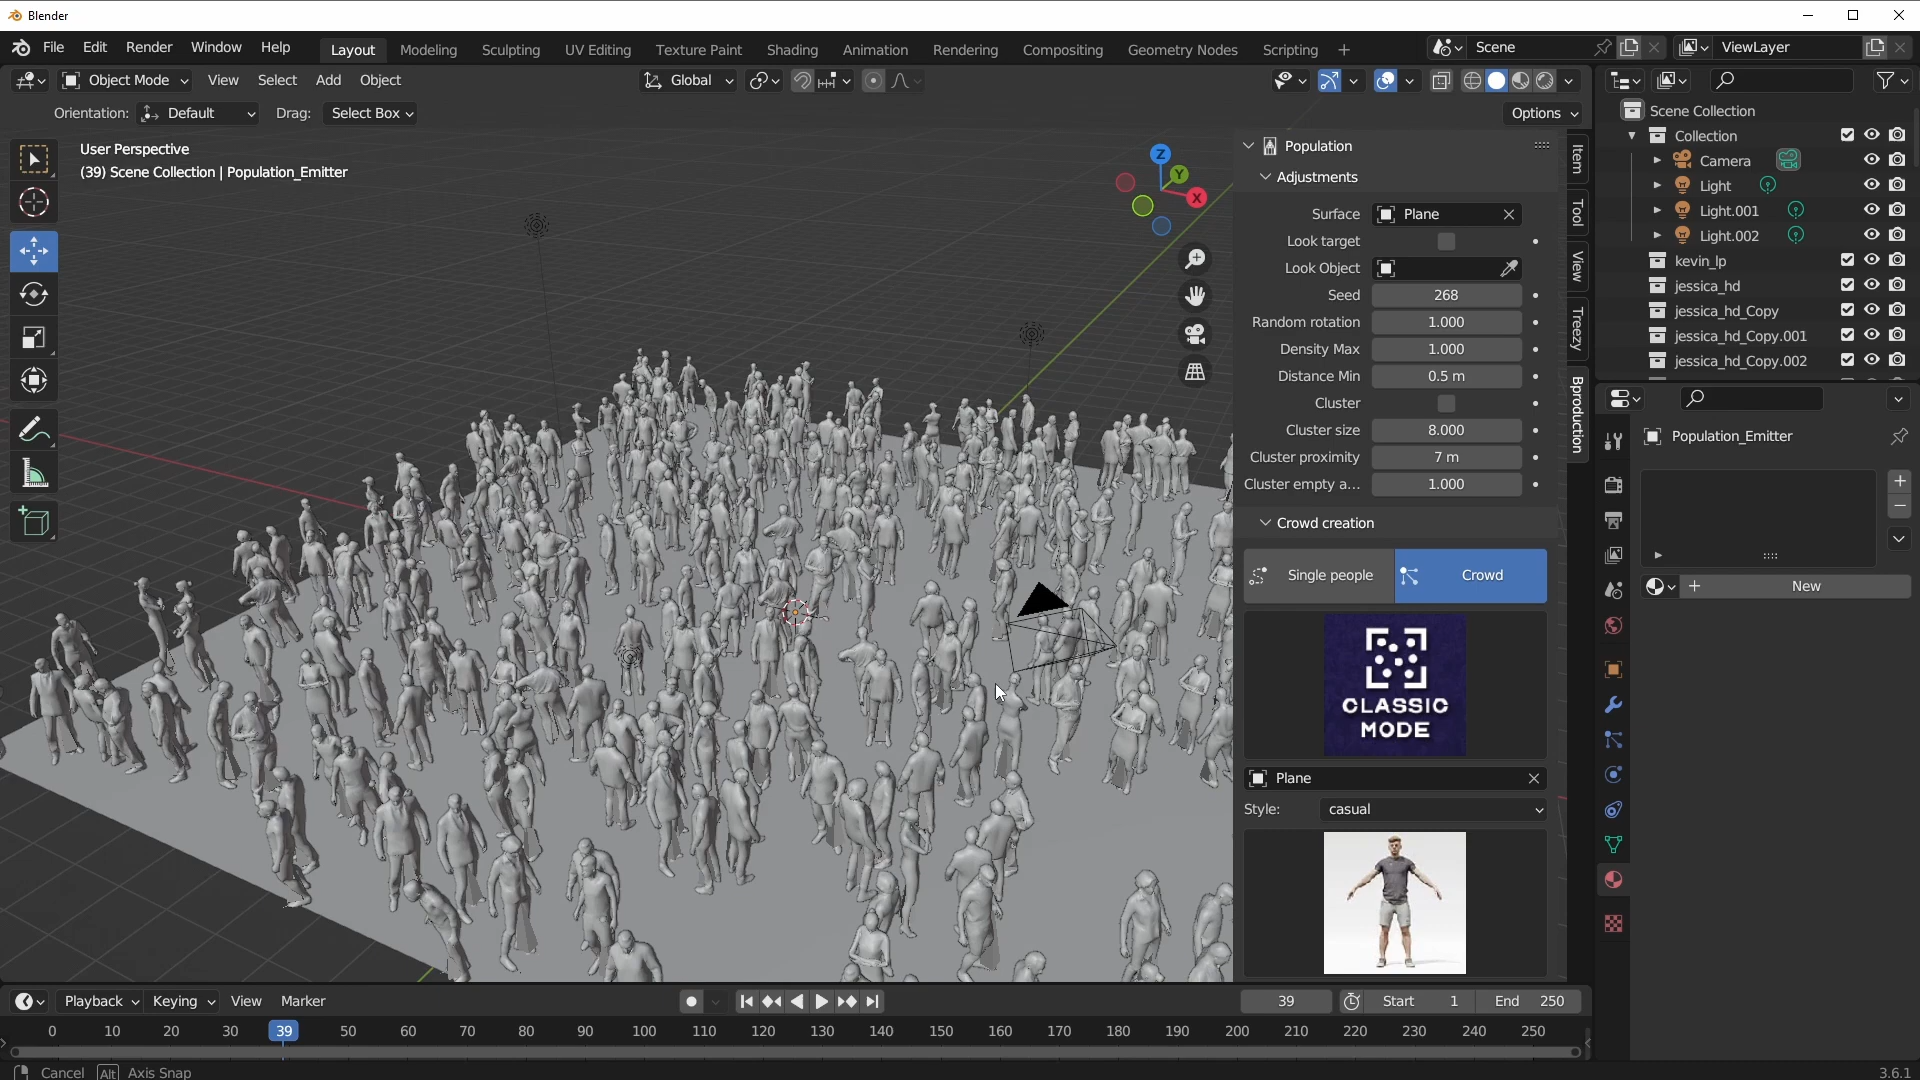 Blender
File Edit Render Window Help Layout Modeling Sculpting UV Editing Texture Paint Shading Animation Rendering Compositing Geometry Nodes Scripting + Scene ViewLayer
Object Mode View Select Add Object Global
Orientation: Default Drag: Select Box Options
User Perspective
(39) Scene Collection | Population_Emitter
Z
Y
X
Population
Adjustments
Surface Plane
Look target
Look Object
Seed 268
Random rotation 1.000
Density Max 1.000
Distance Min 0.5 m
Cluster
Cluster size 8.000
Cluster proximity 7 m
Cluster empty a... 1.000
Crowd creation
Single people Crowd
CLASSIC
MODE
Plane
Style: casual
Item
Tool
View
Treezy
Bproduction
Scene Collection
Collection
Camera
Light
Light.001
Light.002
kevin_lp
jessica_hd
jessica_hd_Copy
jessica_hd_Copy.001
jessica_hd_Copy.002
Population_Emitter
New
Playback Keying View Marker 39 Start 1 End 250
0 10 20 30 39 50 60 70 80 90 100 110 120 130 140 150 160 170 180 190 200 210 220 230 240 250
Cancel Alt Axis Snap 3.6.1